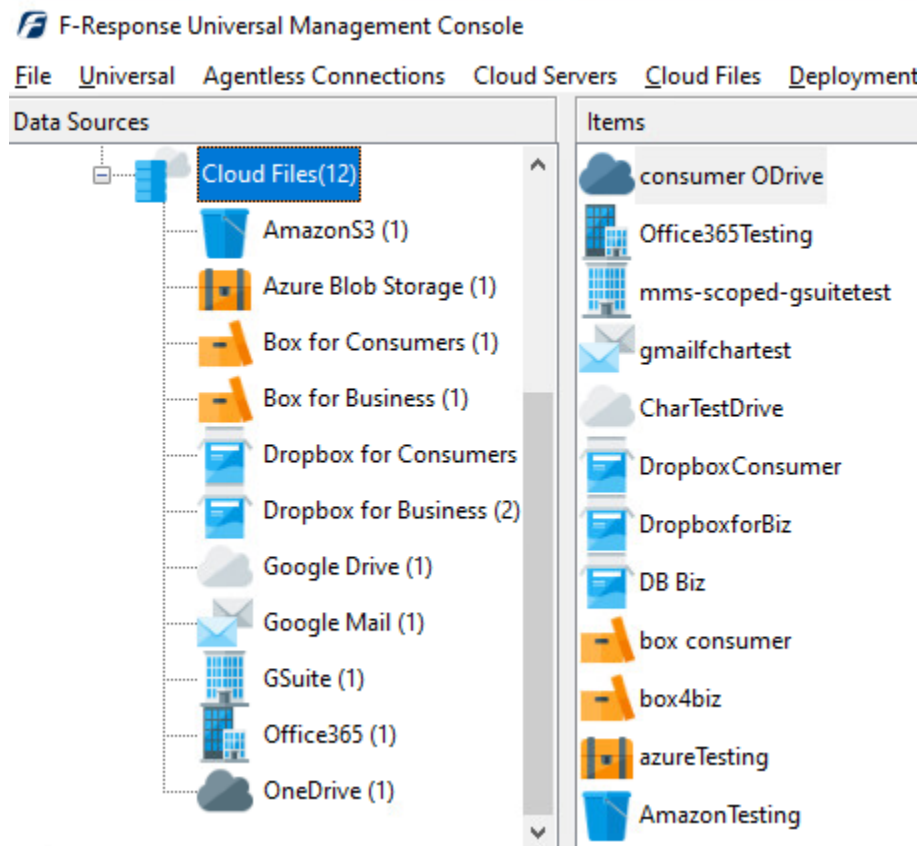 F-Response Universal Management Console
File Universal Agentless Connections Cloud Servers Cloud Files Deployment
Data Sources
Cloud Files(12)
AmazonS3 (1)
Azure Blob Storage (1)
Box for Consumers (1)
Box for Business (1)
Dropbox for Consumers
Dropbox for Business (2)
Google Drive (1)
Google Mail (1)
GSuite (1)
Office365 (1)
OneDrive (1)
Items
consumer ODrive
Office365Testing
mms-scoped-gsuitetest
gmailfchartest
CharTestDrive
DropboxConsumer
DropboxforBiz
DB Biz
box consumer
box4biz
azureTesting
AmazonTesting